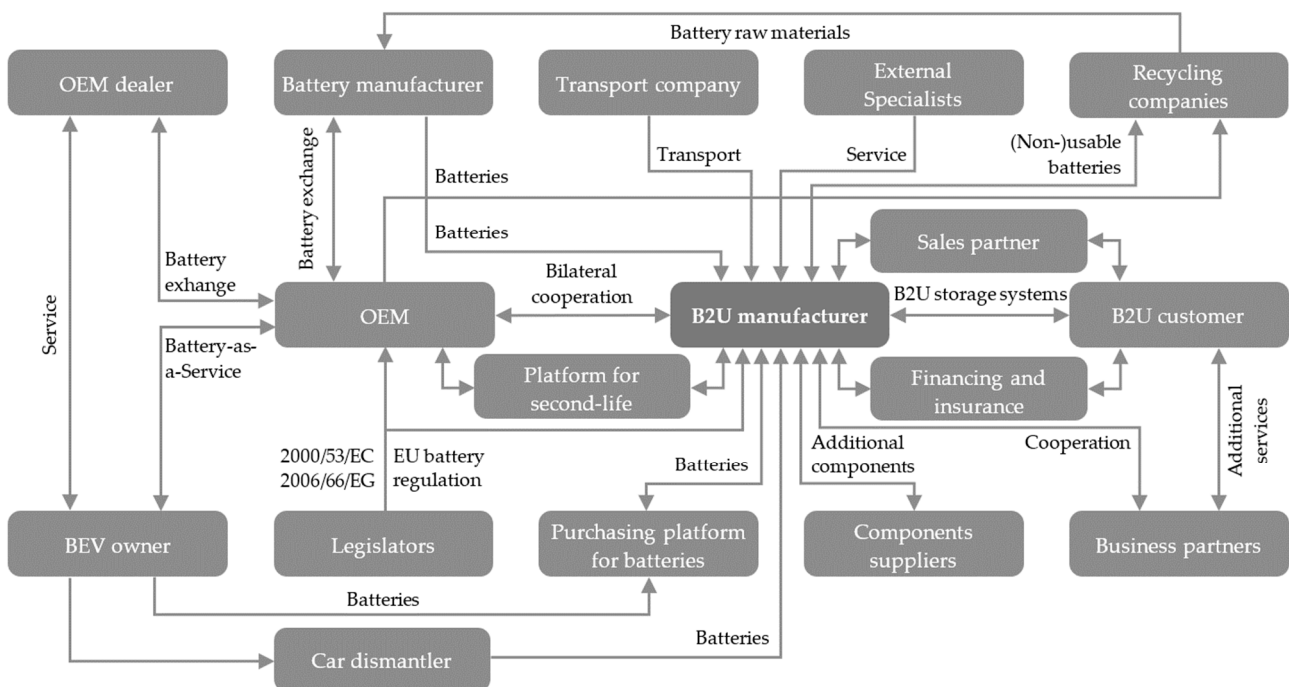 Battery raw materials
OEM dealer
Battery manufacturer
Transport company
External
Specialists
Recycling
companies
Battery exchange
Batteries
Transport
Service
(Non-)usable
batteries
Batteries
Sales partner
Battery
exhange
Bilateral
cooperation
B2U storage systems
OEM
B2U manufacturer
B2U customer
Service
Battery-as-
a-Service
Platform for
second-life
Financing and
insurance
2000/53/EC
2006/66/EG
EU battery
regulation
Batteries
Additional
components
Cooperation
Additional
services
BEV owner
Legislators
Purchasing platform
for batteries
Components
suppliers
Business partners
Batteries
Car dismantler
Batteries